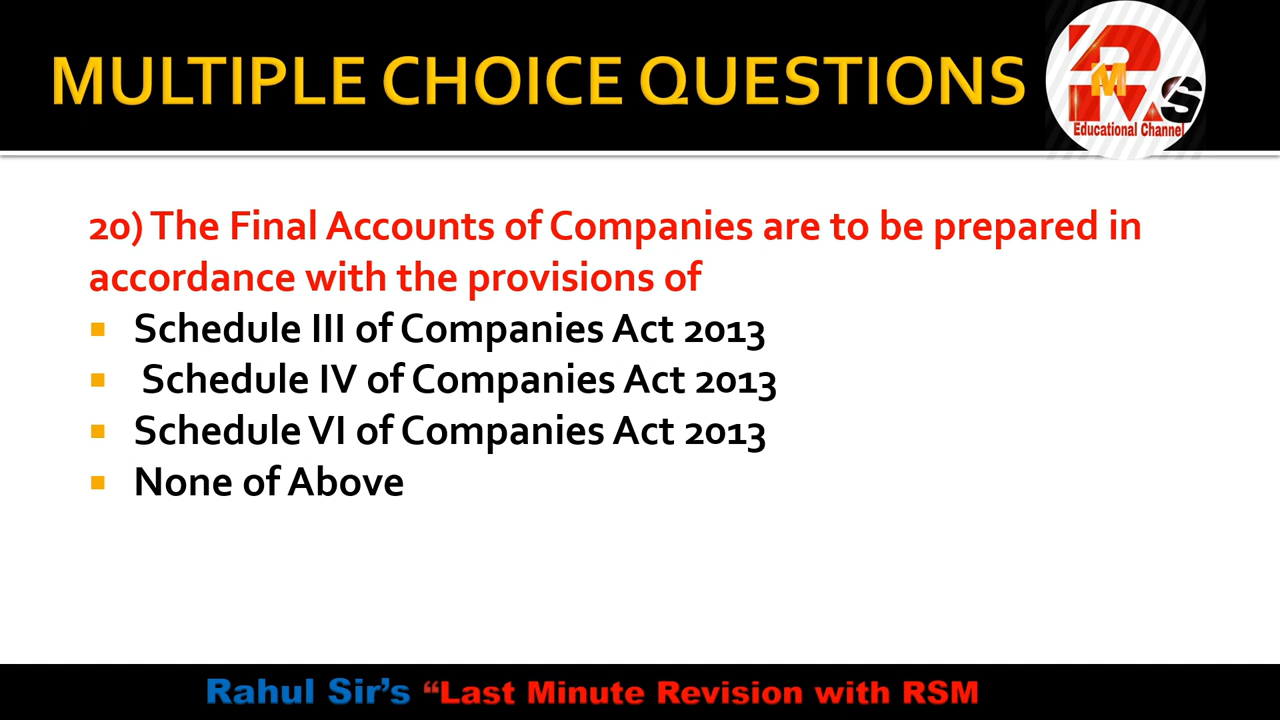 MULTIPLE CHOICE QUESTIONS
RMS
Educational Channel
20) The Final Accounts of Companies are to be prepared in
accordance with the provisions of
Schedule III of Companies Act 2013
Schedule IV of Companies Act 2013
Schedule VI of Companies Act 2013
None of Above
Rahul Sir's “Last Minute Revision with RSM